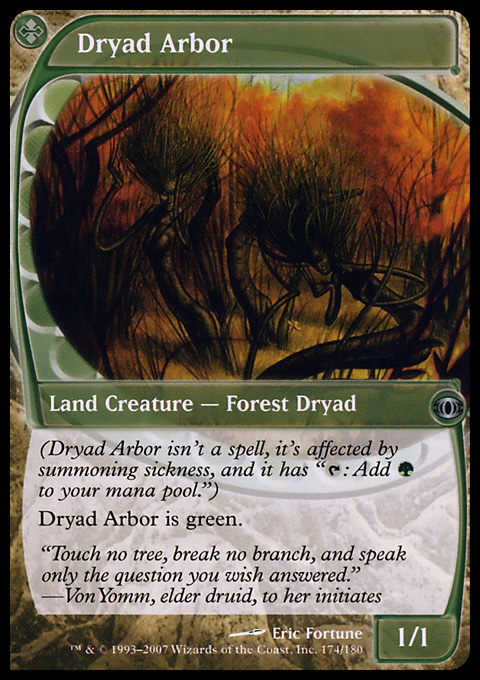 Dryad Arbor
Land Creature — Forest Dryad
(Dryad Arbor isn't a spell, it's affected by
summoning sickness, and it has “: Add
to your mana pool.”)
Dryad Arbor is green.
“Touch no tree, break no branch, and speak
only the question you wish answered.”
—Von Yomm, elder druid, to her initiates
Eric Fortune
™ & © 1993–2007 Wizards of the Coast, Inc. 174/180
1/1